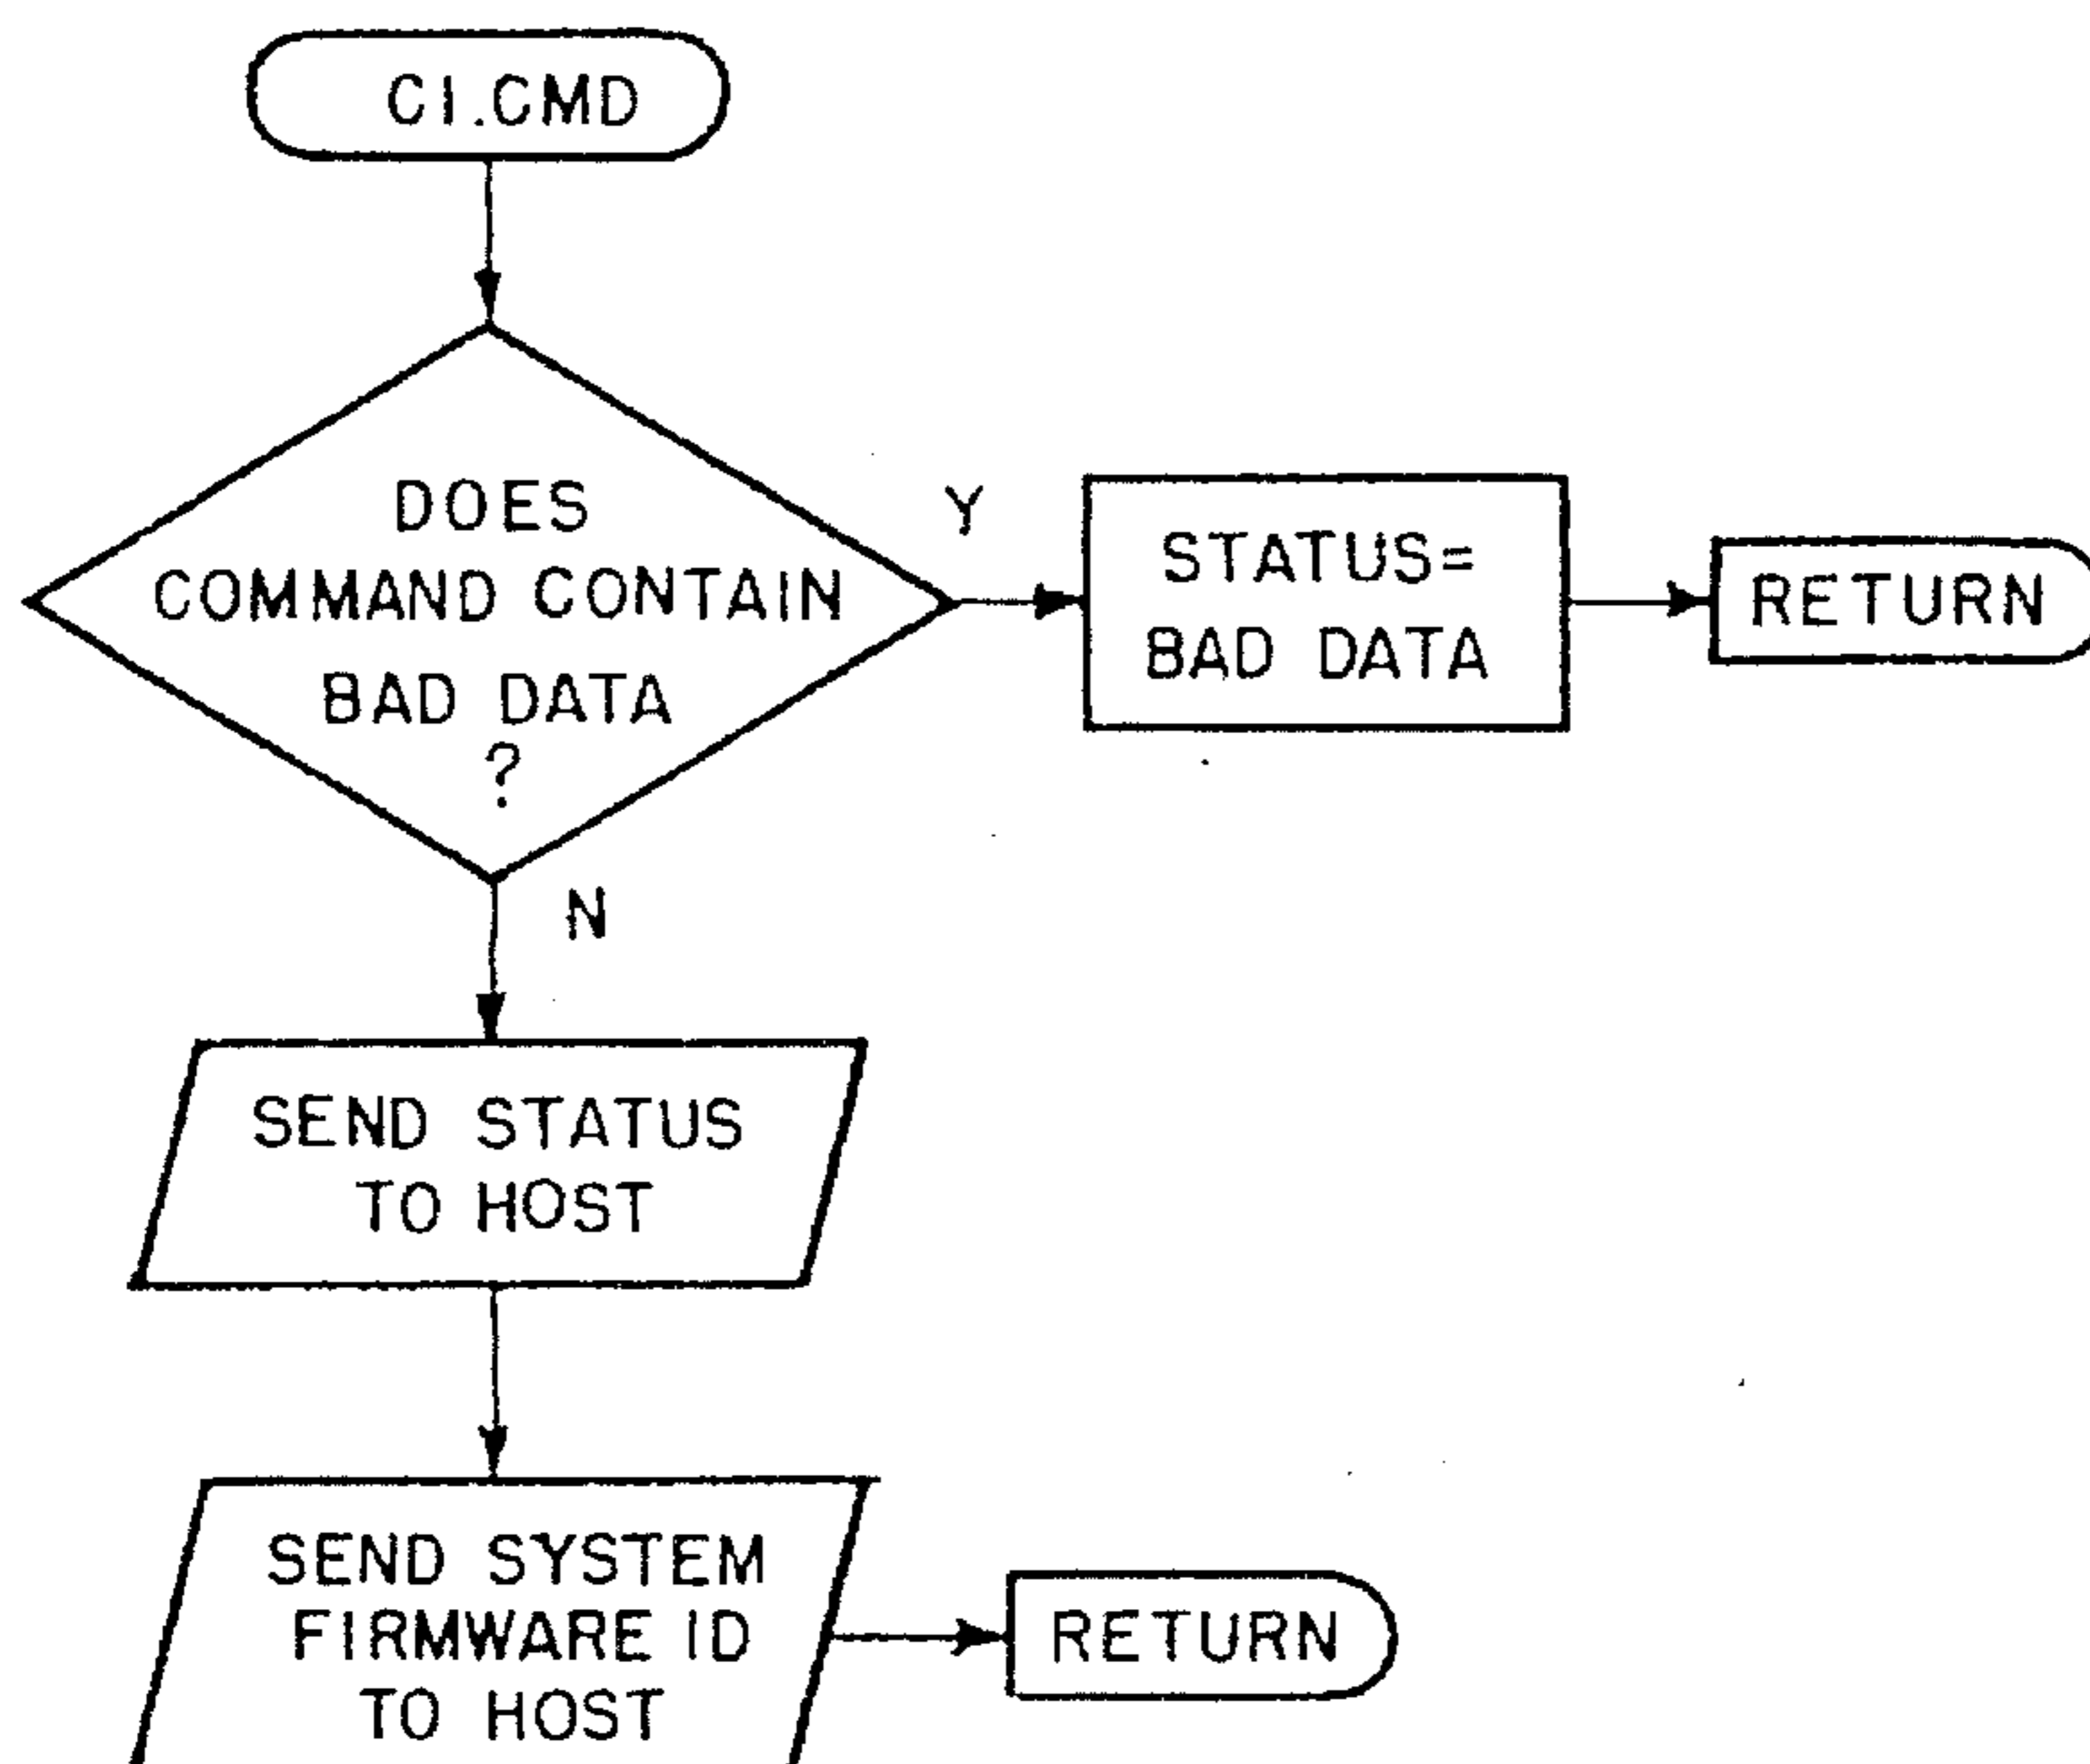 CI.CMD
DOES
COMMAND CONTAIN
BAD DATA
?
Y
STATUS=
BAD DATA
RETURN
N
SEND STATUS
TO HOST
SEND SYSTEM
FIRMWARE ID
TO HOST
RETURN